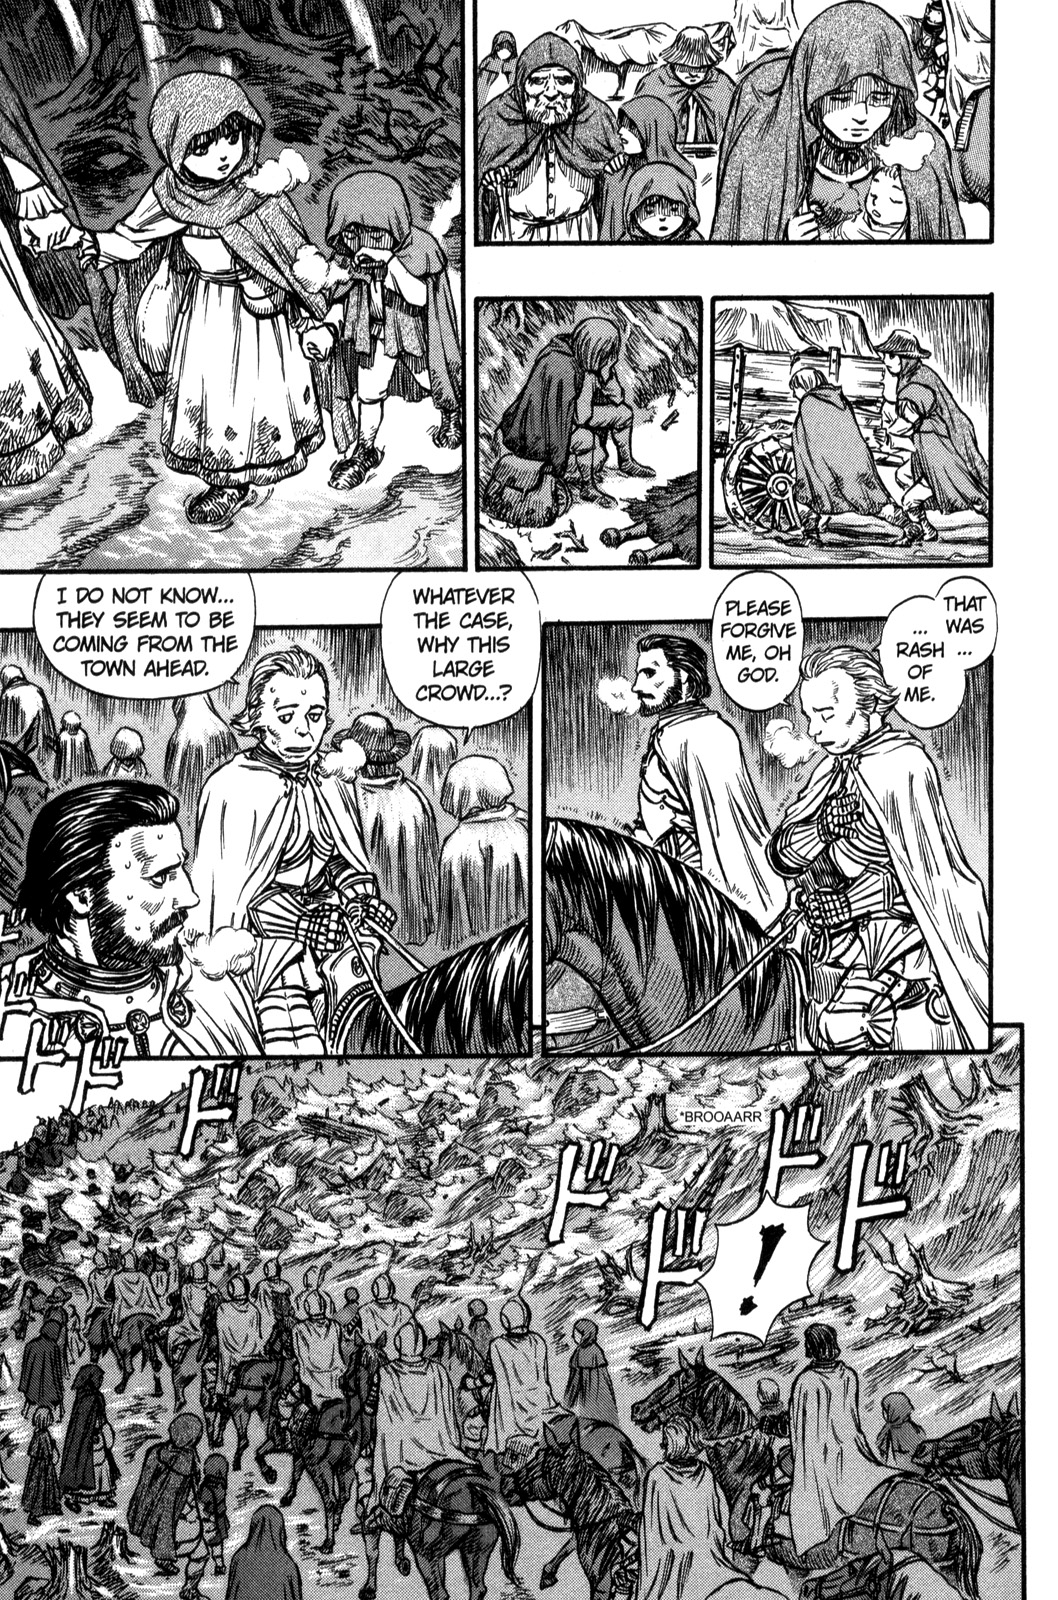 THAT
WAS
...
...
RASH
OF
ME.
PLEASE
FORGIVE
ME, OH
GOD.
WHATEVER
THE CASE,
WHY THIS
LARGE
CROWD...?
I DO NOT KNOW...
THEY SEEM TO BE
COMING FROM THE
TOWN AHEAD.
*BROOAARR
ド
ド
ド
ド
!
ド
ド
ド
ド